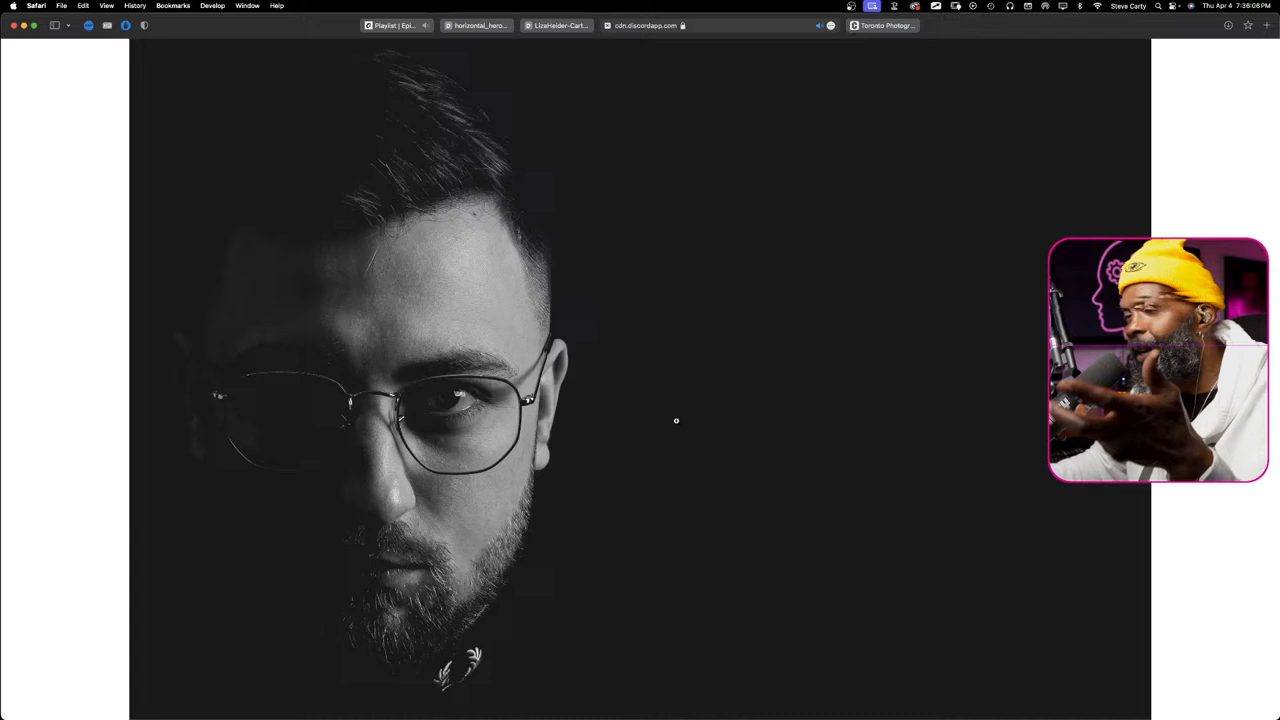 Safari File Edit View History Bookmarks Develop Window Help Steve Carty Thu Apr 4 7:36:06 PM
Playlist | Epi... horizontal_hero... LizaHeider-Cart... cdn.discordapp.com Toronto Photogr...